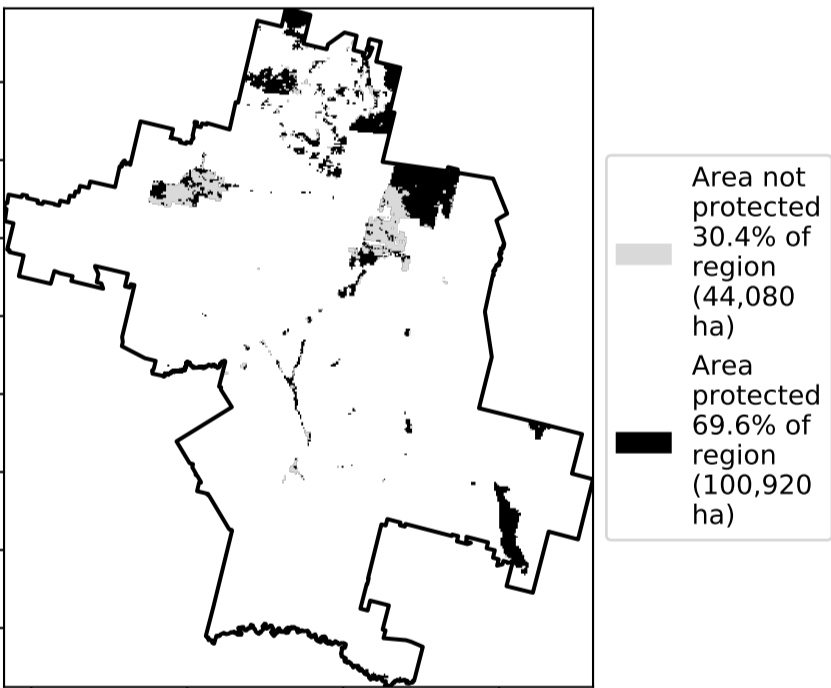 Area not
protected
30.4% of
region
(44,080
ha)
Area
protected
69.6% of
region
(100,920
ha)